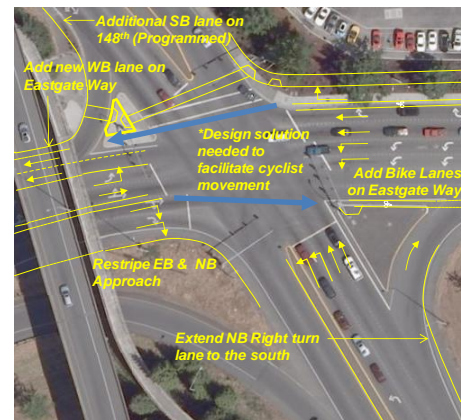 Additional SB lane on
148th (Programmed)
Add new WB lane on
Eastgate Way
*Design solution
needed to
facilitate cyclist
movement
Add Bike Lanes
on Eastgate Way
Restripe EB & NB
Approach
Extend NB Right turn
lane to the south